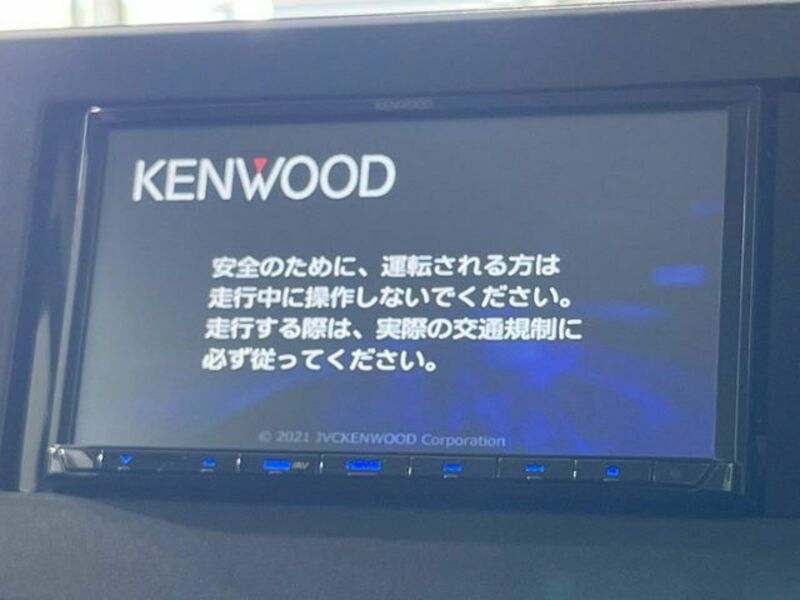 KENWOOD
KENWOOD
安全のために、運転される方は
走行中に操作しないでください。
走行する際は、実際の交通規制に
必ず従ってください。
© 2021 JVCKENWOOD Corporation